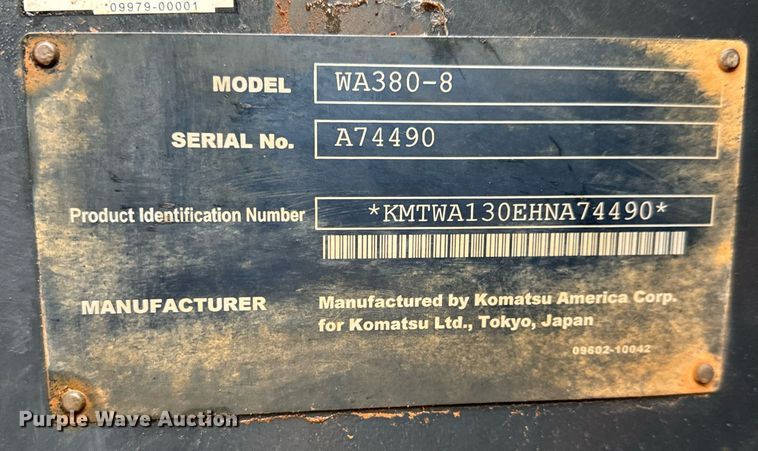 09979-00001
MODEL WA380-8
SERIAL No. A74490
Product Identification Number *KMTWA130EHNA74490*
MANUFACTURER Manufactured by Komatsu America Corp.
for Komatsu Ltd., Tokyo, Japan
09602-10042
Purple Wave Auction